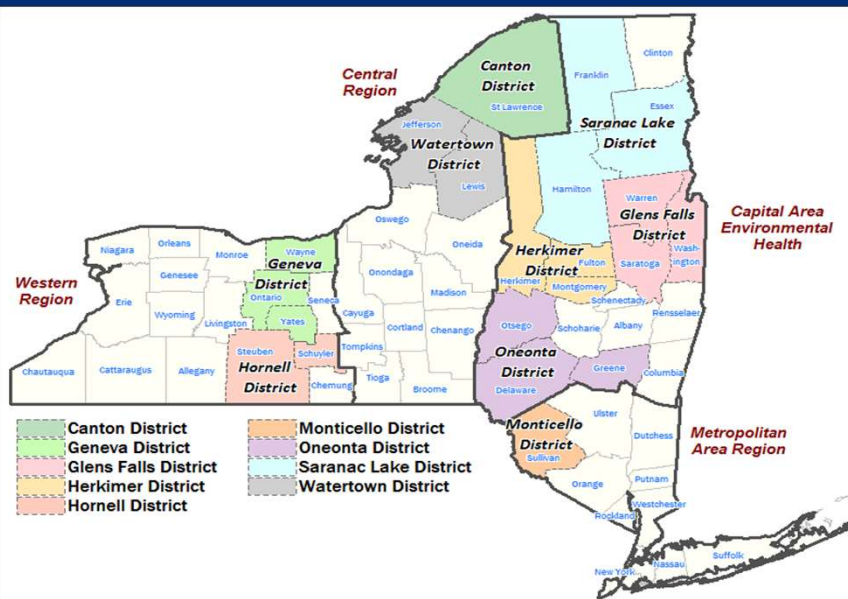 Clinton
Franklin
Canton
District
St Lawrence
Central
Region
Essex
Saranac Lake
District
Jefferson
Watertown
District
Lewis
Hamilton
Warren
Glens Falls
District
Wash-
ington
Saratoga
Capital Area
Environmental
Health
Oswego
Oneida
Herkimer
District
Fulton
Herkimer
Montgomery
Niagara
Orleans
Monroe
Wayne
Geneva
District
Ontario
Seneca
Yates
Genesee
Western
Region
Erie
Wyoming
Livingston
Onondaga
Madison
Cayuga
Cortland
Chenango
Otsego
Schoharie
Schenectady
Albany
Rensselaer
Oneonta
District
Delaware
Greene
Columbia
Chautauqua
Cattaraugus
Allegany
Steuben
Schuyler
Hornell
District
Chemung
Tompkins
Tioga
Broome
Monticello
District
Sullivan
Ulster
Dutchess
Metropolitan
Area Region
Orange
Putnam
Westchester
Rockland
New York
Nassau
Suffolk
Canton District
Geneva District
Glens Falls District
Herkimer District
Hornell District
Monticello District
Oneonta District
Saranac Lake District
Watertown District